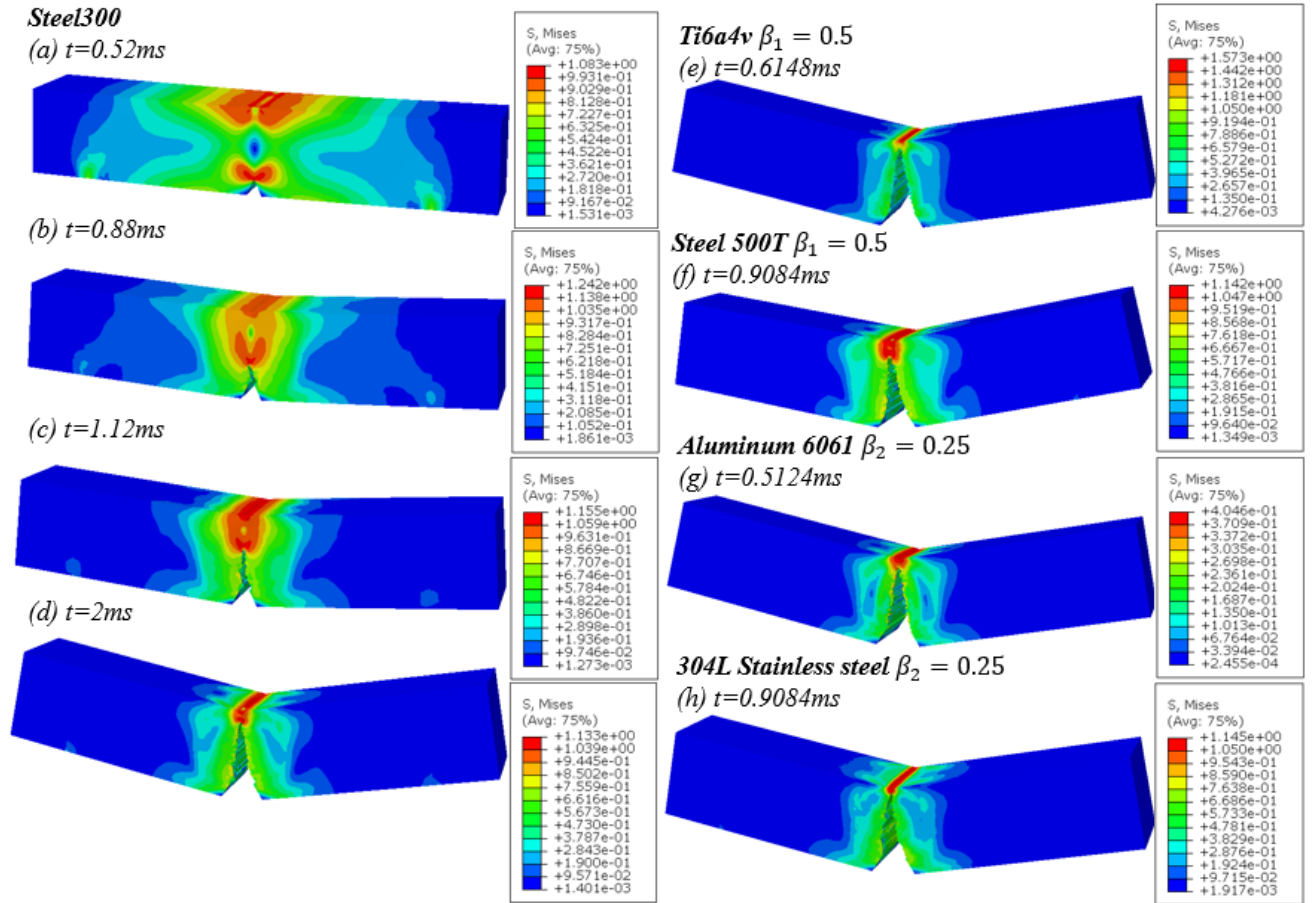 Steel300
(a) t=0.52ms
S, Mises
(Avg: 75%)
+1.083e+00
+9.931e-01
+9.029e-01
+8.128e-01
+7.227e-01
+6.325e-01
+5.424e-01
+4.522e-01
+3.621e-01
+2.720e-01
+1.818e-01
+9.167e-02
+1.531e-03
(b) t=0.88ms
S, Mises
(Avg: 75%)
+1.242e+00
+1.138e+00
+1.035e+00
+9.317e-01
+8.284e-01
+7.251e-01
+6.218e-01
+5.184e-01
+4.151e-01
+3.118e-01
+2.085e-01
+1.052e-01
+1.861e-03
(c) t=1.12ms
S, Mises
(Avg: 75%)
+1.155e+00
+1.059e+00
+9.631e-01
+8.669e-01
+7.707e-01
+6.746e-01
+5.784e-01
+4.822e-01
+3.860e-01
+2.898e-01
+1.936e-01
+9.746e-02
+1.273e-03
(d) t=2ms
S, Mises
(Avg: 75%)
+1.133e+00
+1.039e+00
+9.445e-01
+8.502e-01
+7.559e-01
+6.616e-01
+5.673e-01
+4.730e-01
+3.787e-01
+2.843e-01
+1.900e-01
+9.571e-02
+1.401e-03
Ti6a4v β₁ = 0.5
(e) t=0.6148ms
S, Mises
(Avg: 75%)
+1.573e+00
+1.442e+00
+1.312e+00
+1.181e+00
+1.050e+00
+9.194e-01
+7.886e-01
+6.579e-01
+5.272e-01
+3.965e-01
+2.657e-01
+1.350e-01
+4.276e-03
Steel 500T β₁ = 0.5
(f) t=0.9084ms
S, Mises
(Avg: 75%)
+1.142e+00
+1.047e+00
+9.519e-01
+8.568e-01
+7.618e-01
+6.667e-01
+5.717e-01
+4.766e-01
+3.816e-01
+2.865e-01
+1.915e-01
+9.640e-02
+1.349e-03
Aluminum 6061 β₂ = 0.25
(g) t=0.5124ms
S, Mises
(Avg: 75%)
+4.046e-01
+3.709e-01
+3.372e-01
+3.035e-01
+2.698e-01
+2.361e-01
+2.024e-01
+1.687e-01
+1.350e-01
+1.013e-01
+6.764e-02
+3.394e-02
+2.455e-04
304L Stainless steel β₂ = 0.25
(h) t=0.9084ms
S, Mises
(Avg: 75%)
+1.145e+00
+1.050e+00
+9.543e-01
+8.590e-01
+7.638e-01
+6.686e-01
+5.733e-01
+4.781e-01
+3.829e-01
+2.876e-01
+1.924e-01
+9.715e-02
+1.917e-03